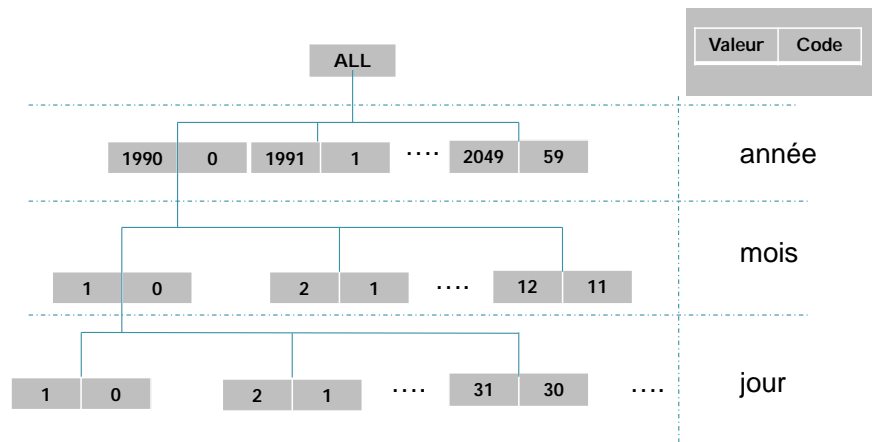 Valeur Code
ALL
1990 0 1991 1 .... 2049 59 année
1 0 2 1 .... 12 11 mois
1 0 2 1 .... 31 30 .... jour